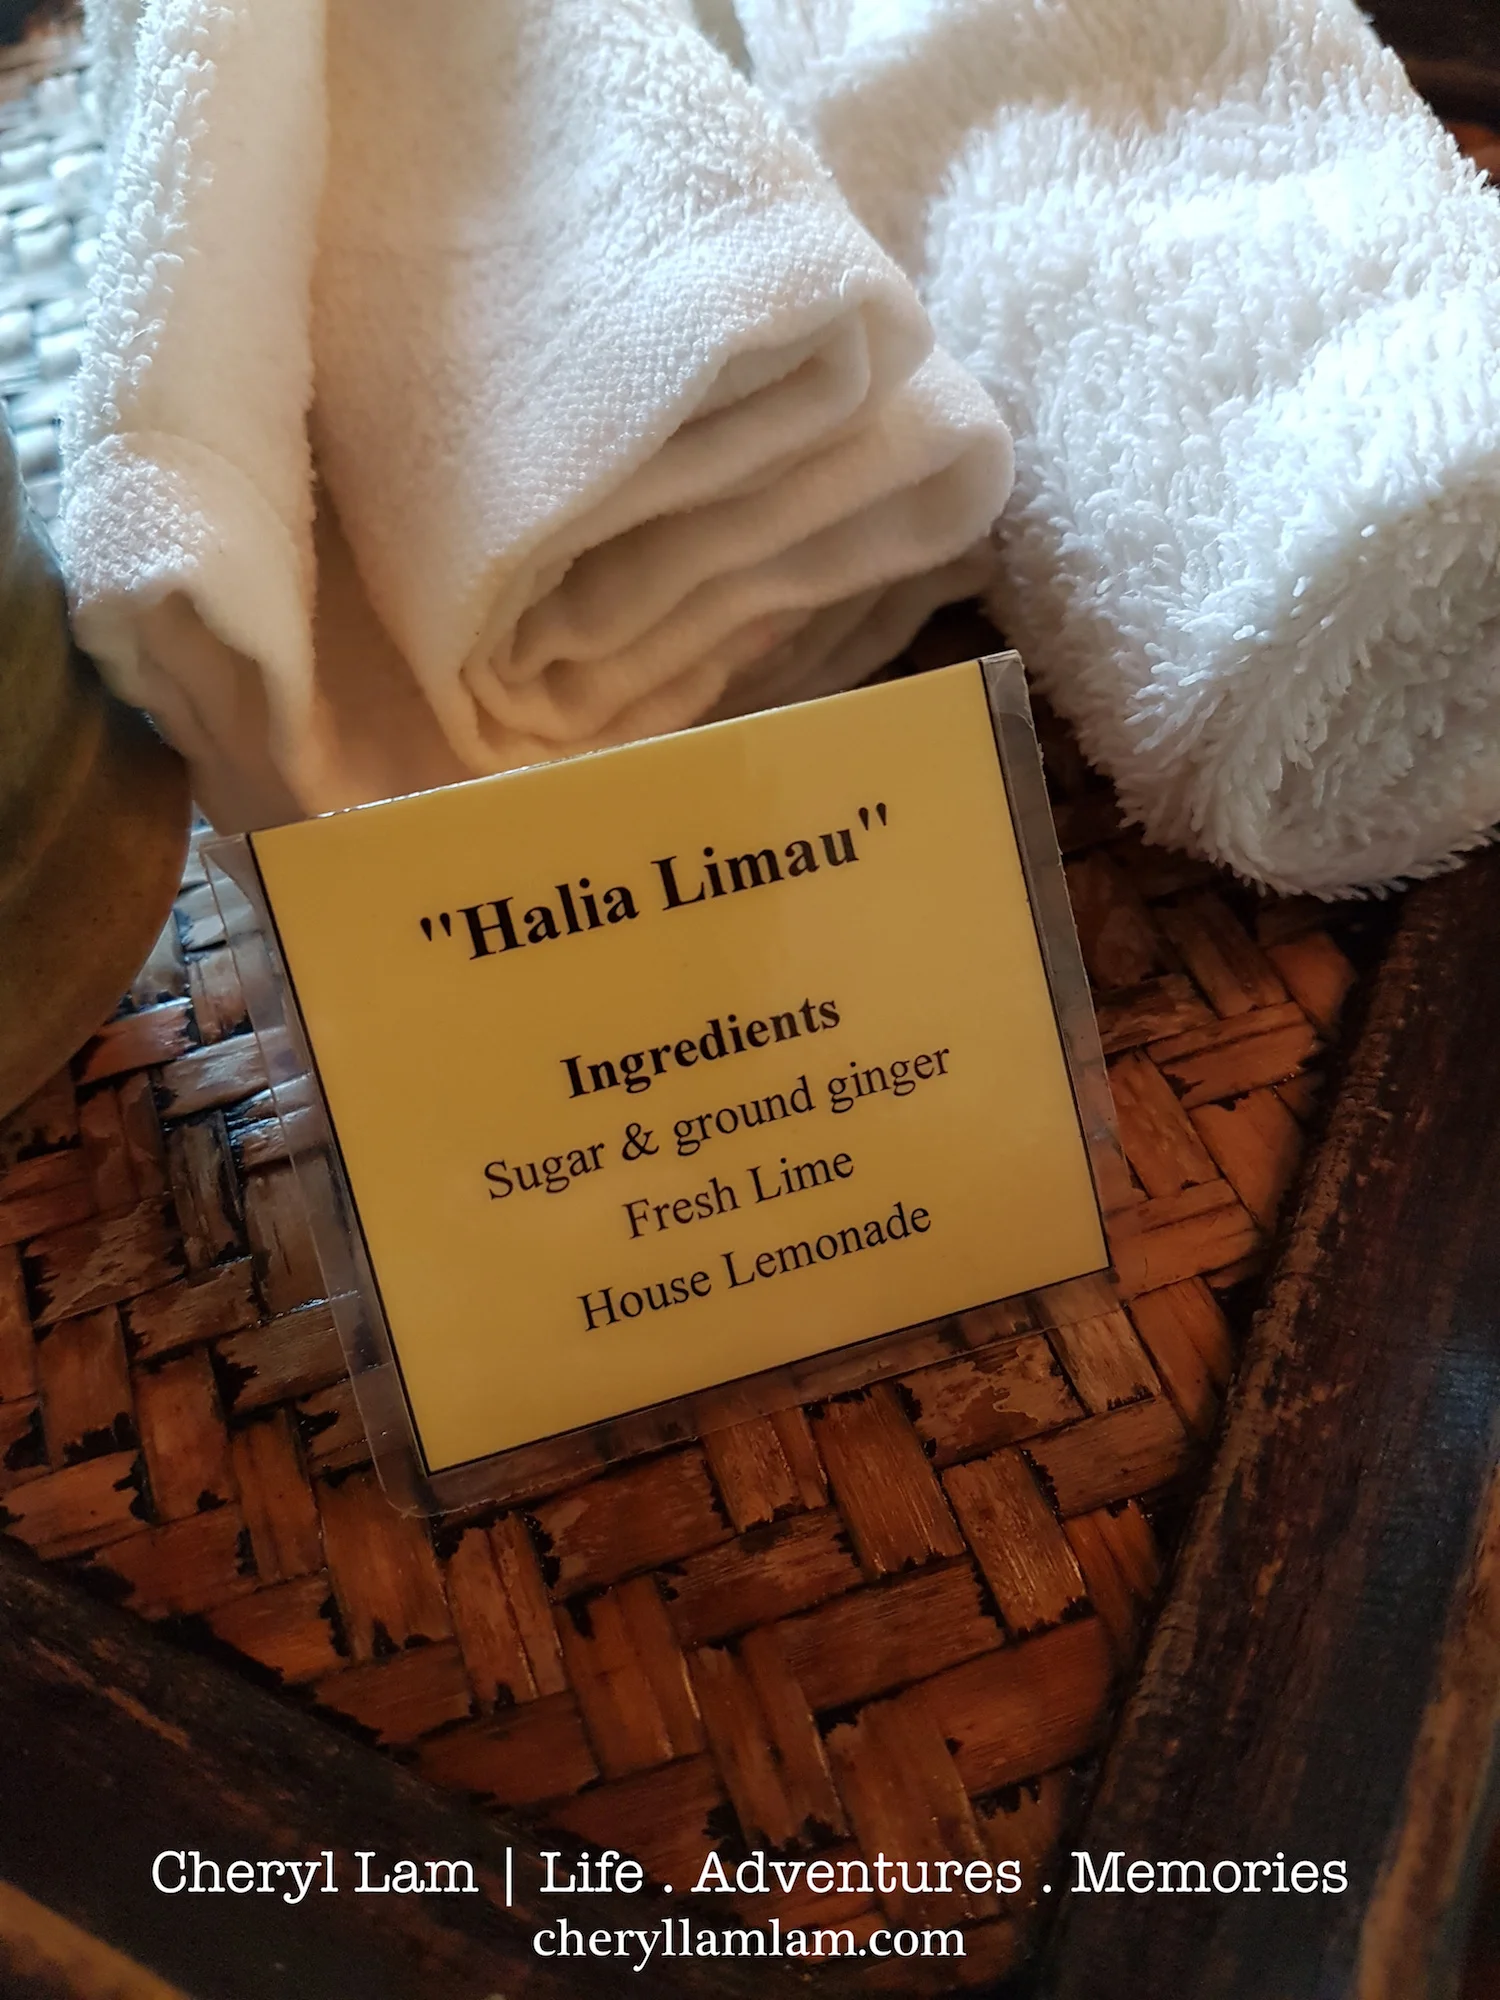 "Halia Limau"
Ingredients
Sugar & ground ginger
Fresh Lime
House Lemonade
Cheryl Lam | Life . Adventures . Memories
cheryllamlam.com